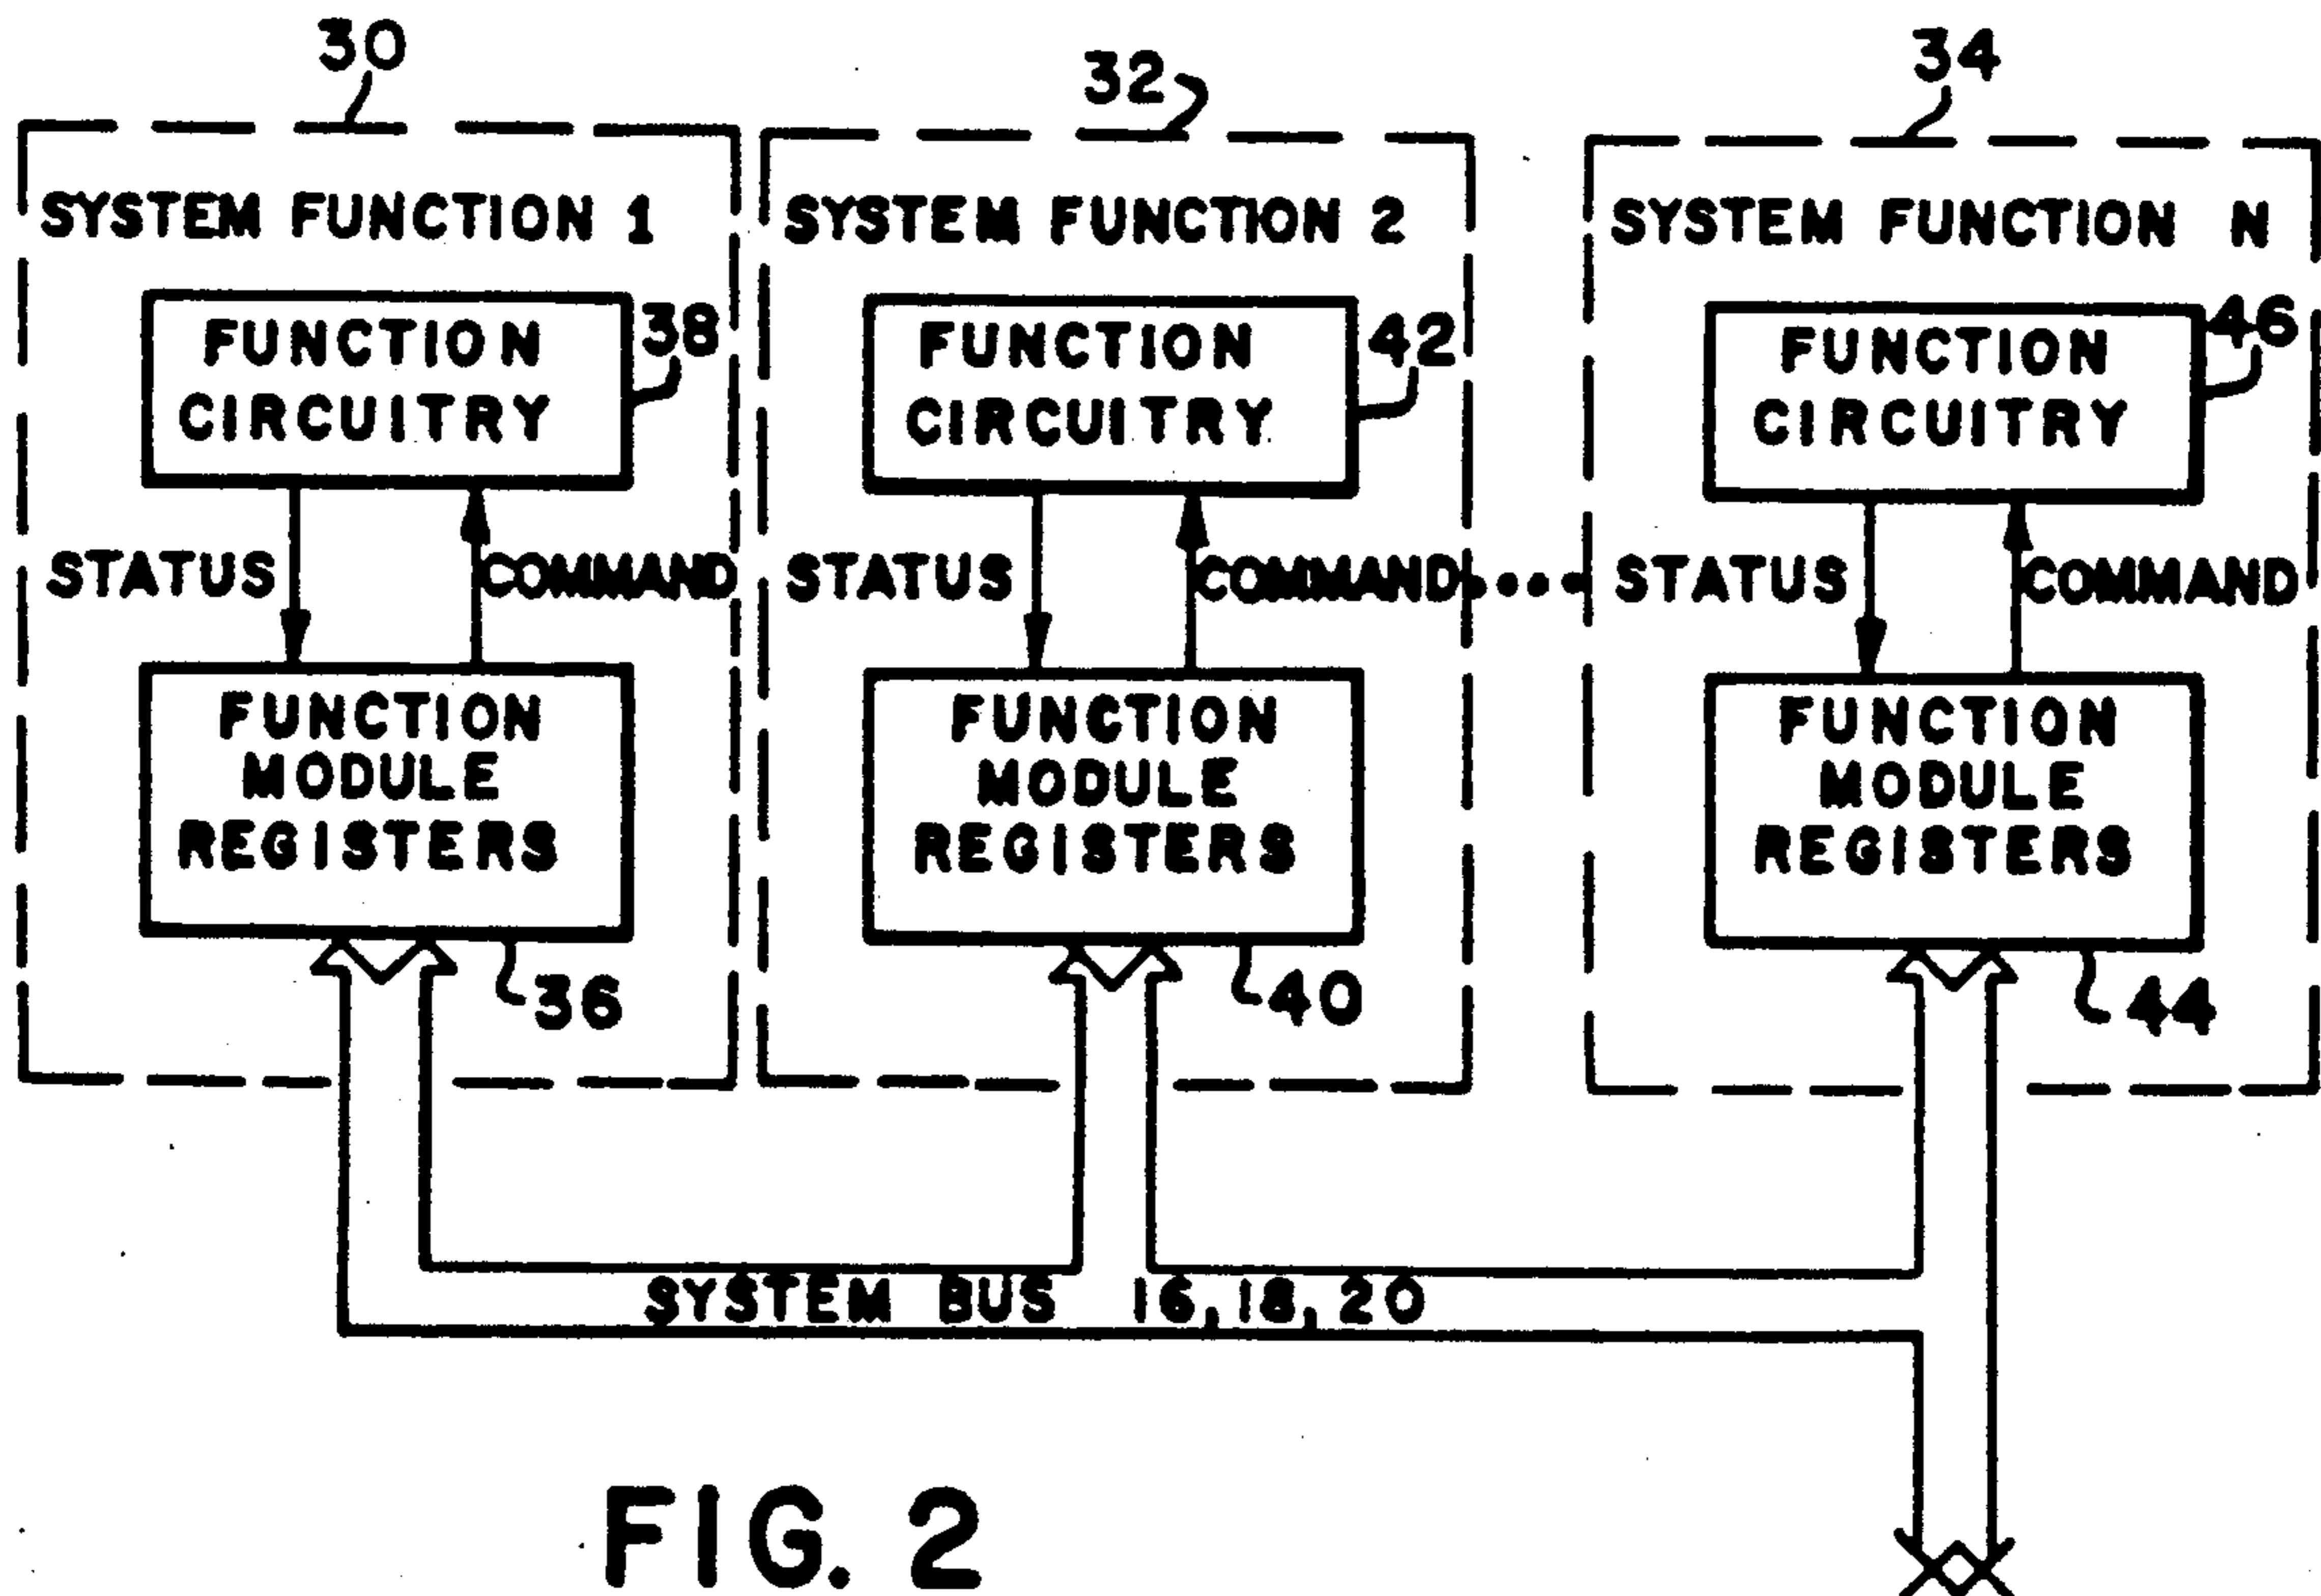 30
32
34
SYSTEM FUNCTION 1
SYSTEM FUNCTION 2
SYSTEM FUNCTION N
FUNCTION
CIRCUITRY
38
FUNCTION
CIRCUITRY
42
FUNCTION
CIRCUITRY
46
STATUS
COMMAND
STATUS
COMMAND
STATUS
COMMAND
FUNCTION
MODULE
REGISTERS
FUNCTION
MODULE
REGISTERS
FUNCTION
MODULE
REGISTERS
36
40
44
SYSTEM BUS 16,18,20
FIG. 2